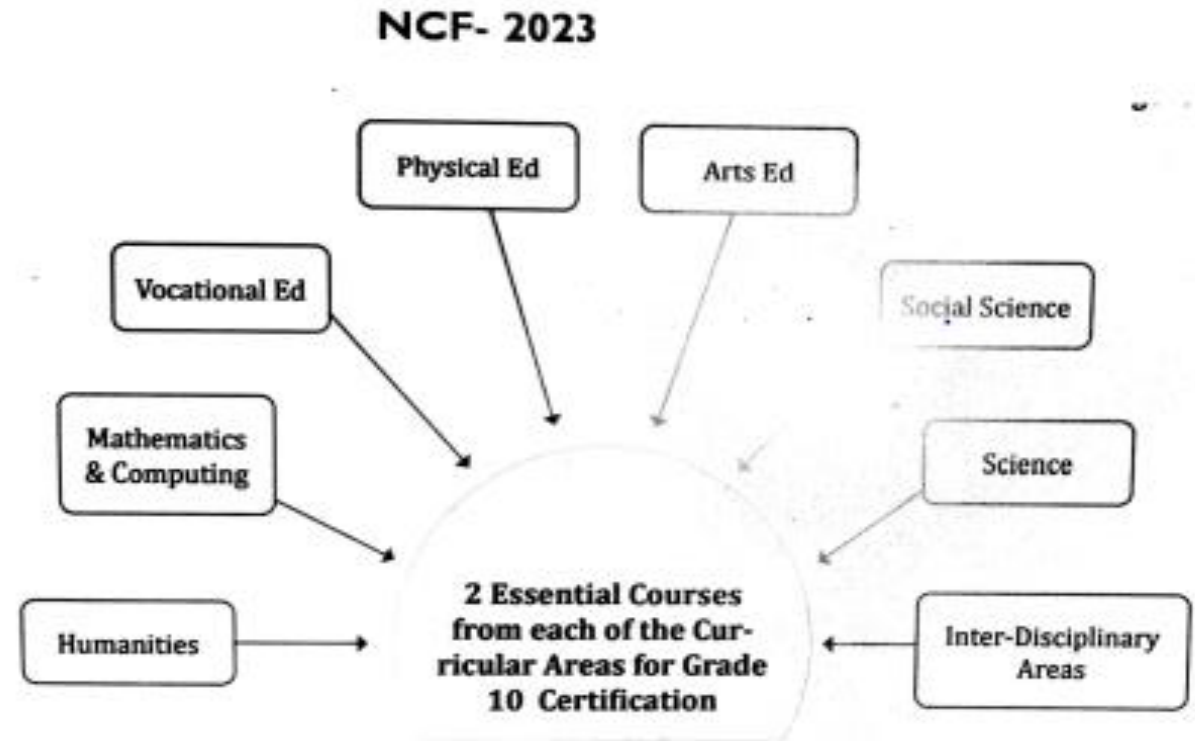 NCF- 2023
Physical Ed
Arts Ed
Vocational Ed
Social Science
Mathematics
& Computing
Science
Humanities
2 Essential Courses
from each of the Cur-
ricular Areas for Grade
10 Certification
Inter-Disciplinary
Areas